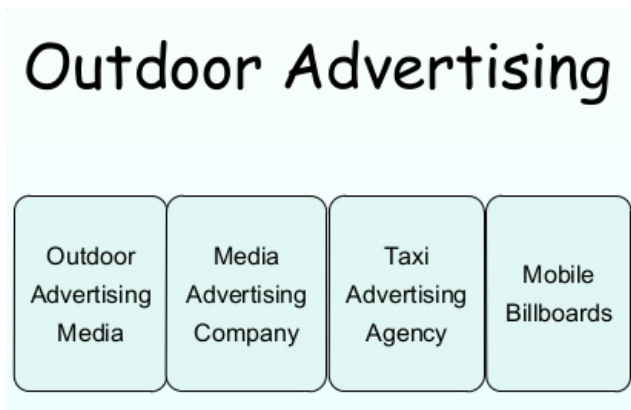 Outdoor Advertising
Outdoor
Advertising
Media
Media
Advertising
Company
Taxi
Advertising
Agency
Mobile
Billboards